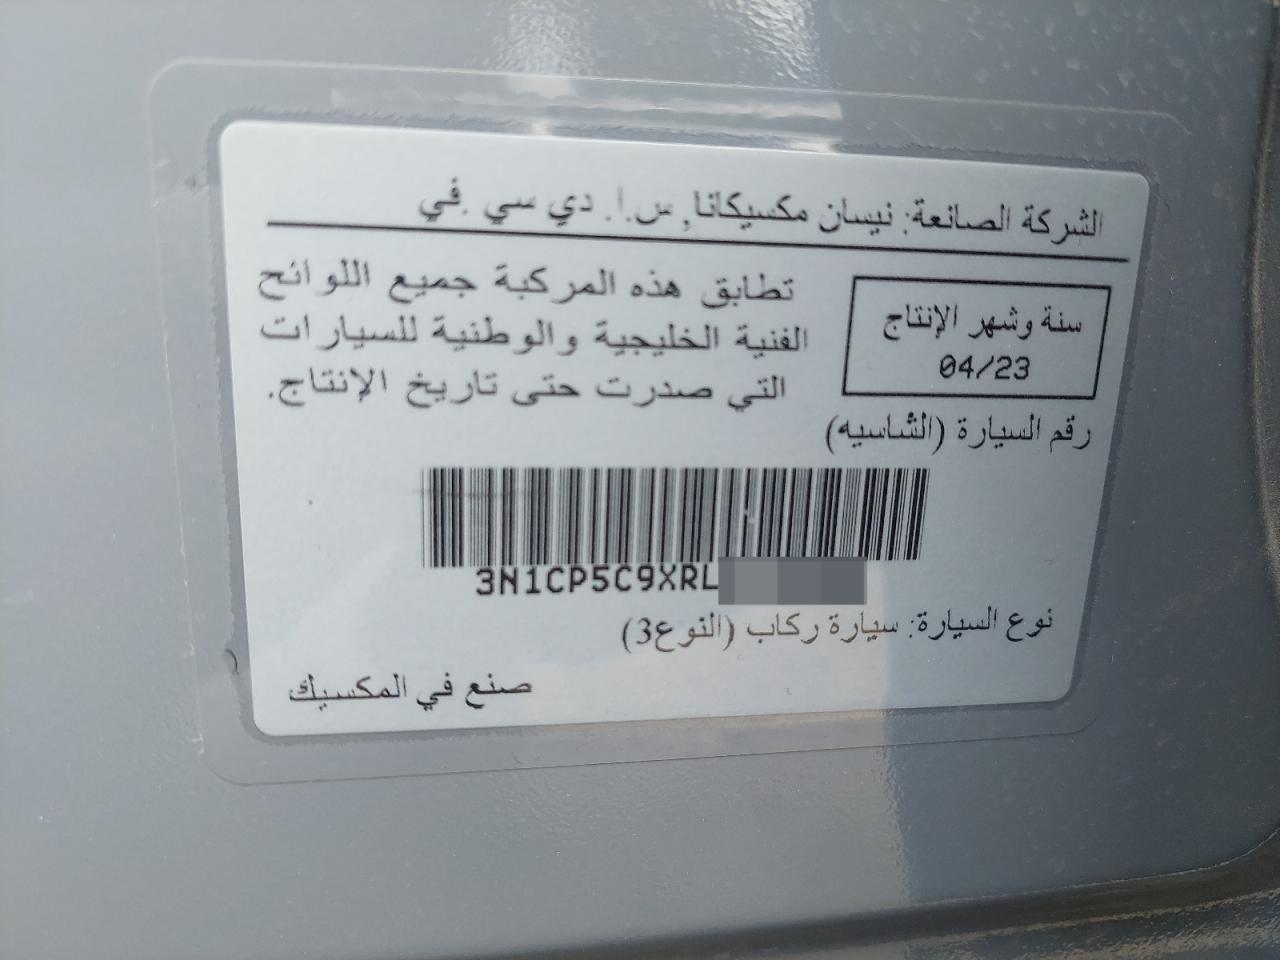 الشركة الصانعة: نيسان مكسيكانا, س.ا. دي سي .في
سنة وشهر الإنتاج
04/23
تطابق هذه المركبة جميع اللوائح
الفنية الخليجية والوطنية للسيارات
التي صدرت حتى تاريخ الإنتاج.
رقم السيارة (الشاسيه)
3N1CP5C9XRL
نوع السيارة: سيارة ركاب (النوع3)
صنع في المكسيك